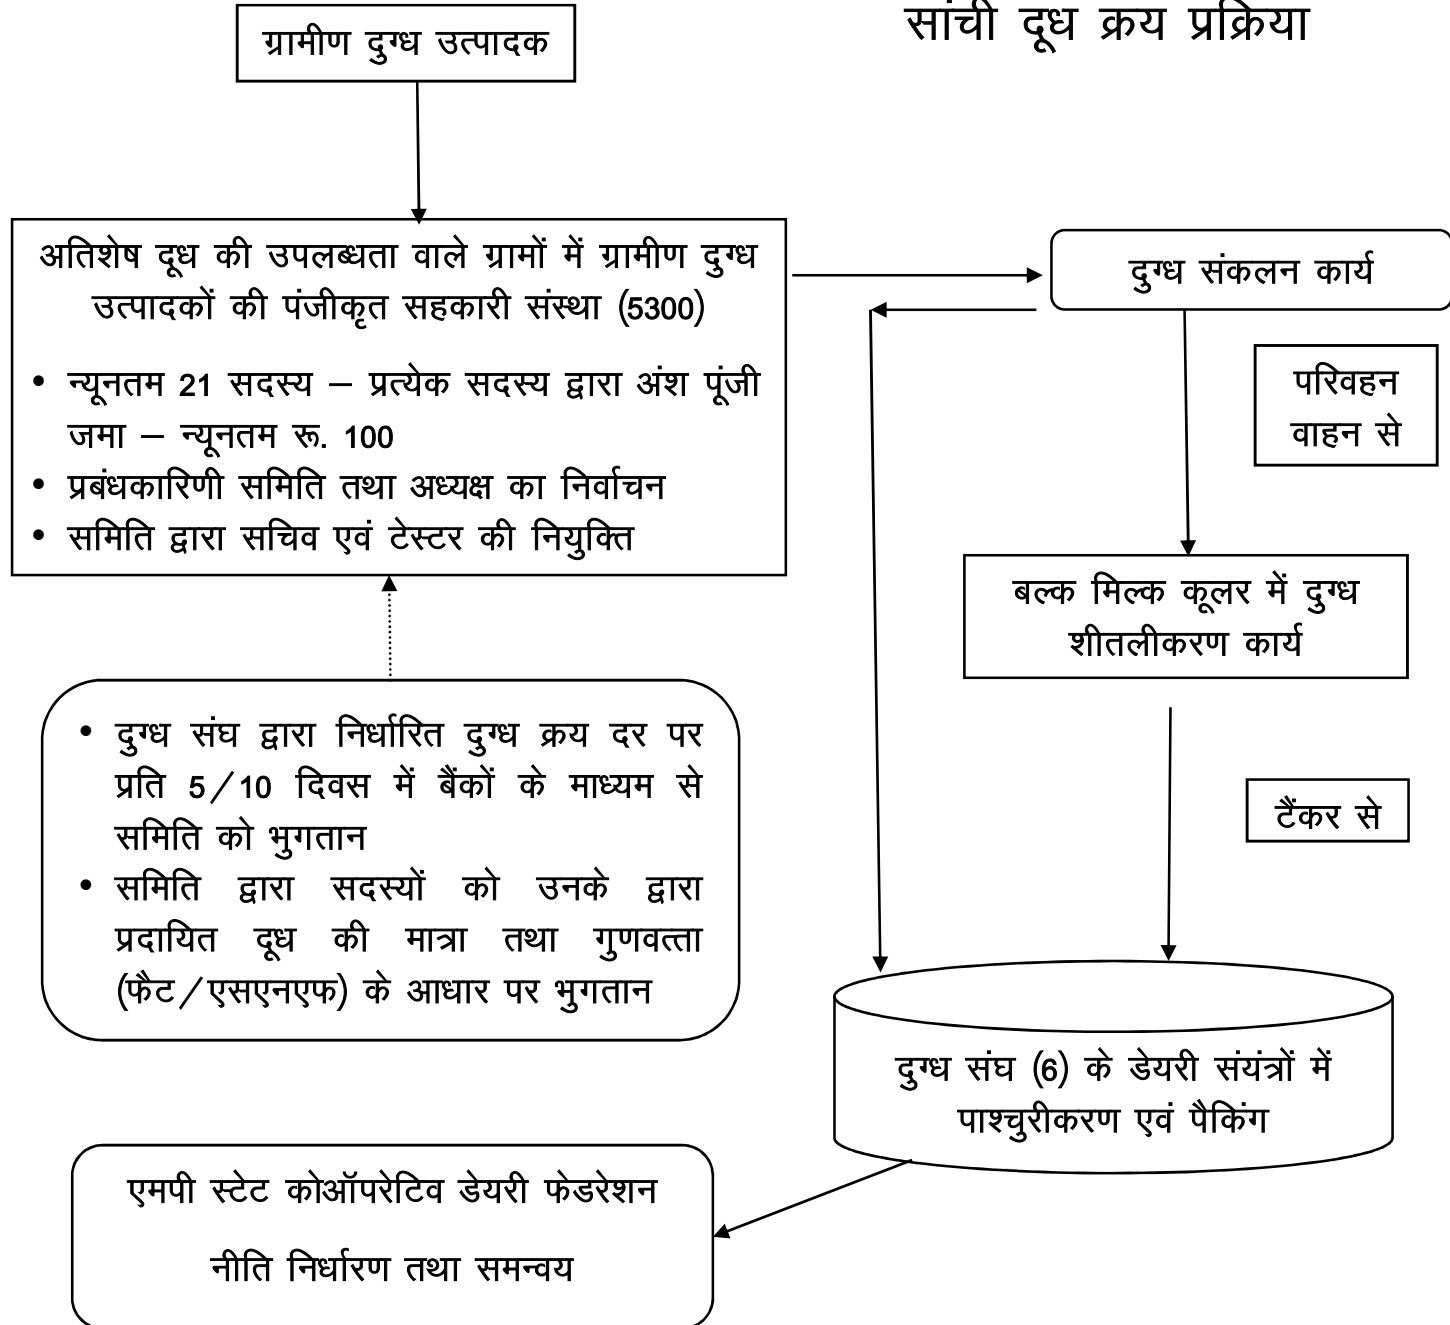 सांची दूध क्रय प्रक्रिया
ग्रामीण दुग्ध उत्पादक
अतिशेष दूध की उपलब्धता वाले ग्रामों में ग्रामीण दुग्ध
उत्पादकों की पंजीकृत सहकारी संस्था (5300)
• न्यूनतम 21 सदस्य – प्रत्येक सदस्य द्वारा अंश पूंजी
जमा – न्यूनतम रू. 100
• प्रबंधकारिणी समिति तथा अध्यक्ष का निर्वाचन
• समिति द्वारा सचिव एवं टेस्टर की नियुक्ति
दुग्ध संकलन कार्य
परिवहन
वाहन से
बल्क मिल्क कूलर में दुग्ध
शीतलीकरण कार्य
• दुग्ध संघ द्वारा निर्धारित दुग्ध क्रय दर पर
प्रति 5/10 दिवस में बैंकों के माध्यम से
समिति को भुगतान
• समिति द्वारा सदस्यों को उनके द्वारा
प्रदायित दूध की मात्रा तथा गुणवत्ता
(फैट/एसएनएफ) के आधार पर भुगतान
टैंकर से
दुग्ध संघ (6) के डेयरी संयंत्रों में
पाश्चुरीकरण एवं पैकिंग
एमपी स्टेट कोऑपरेटिव डेयरी फेडरेशन
नीति निर्धारण तथा समन्वय